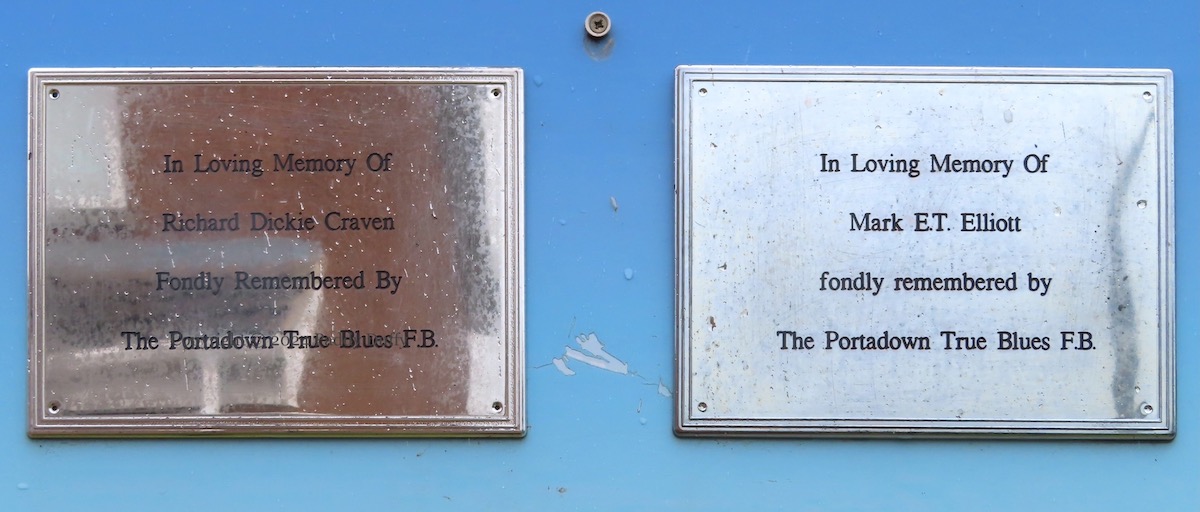 In Loving Memory Of
Richard Dickie Craven
Fondly Remembered By
The Portadown True Blues F.B.
In Loving Memory Of
Mark E.T. Elliott
fondly remembered by
The Portadown True Blues F.B.